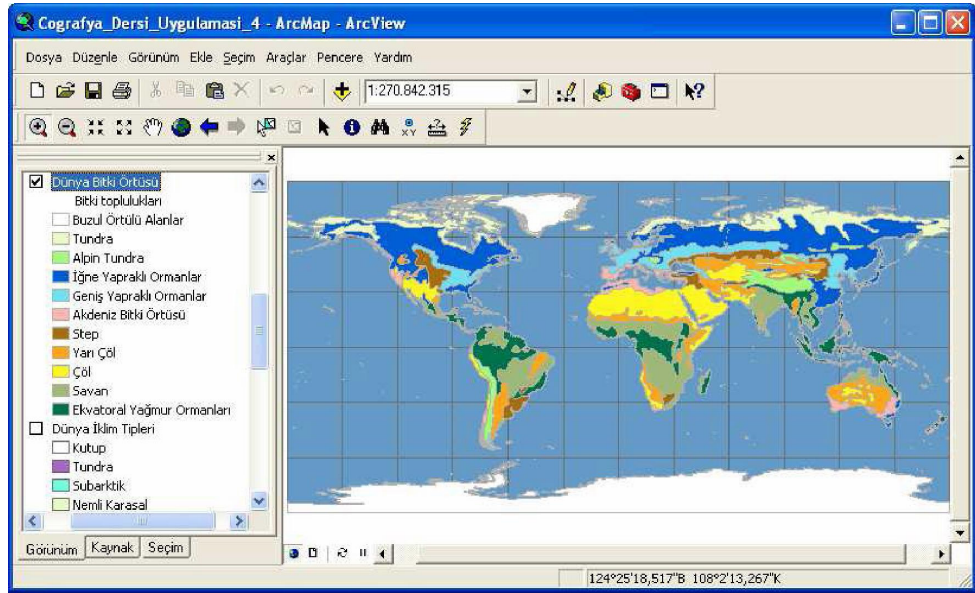 Cografya_Dersi_Uygulamasi_4 - ArcMap - ArcView
Dosya Düzenle Görünüm Ekle Seçim Araçlar Pencere Yardım
1:270.842.315
Dünya Bitki Örtüsü
Bitki toplulukları
Buzul Örtülü Alanlar
Tundra
Alpin Tundra
İğne Yapraklı Ormanlar
Geniş Yapraklı Ormanlar
Akdeniz Bitki Örtüsü
Step
Yarı Çöl
Çöl
Savan
Ekvatoral Yağmur Ormanları
Dünya İklim Tipleri
Kutup
Tundra
Subarktik
Nemli Karasal
Görünüm Kaynak Seçim
124°25'18,517"B 108°2'13,267"K